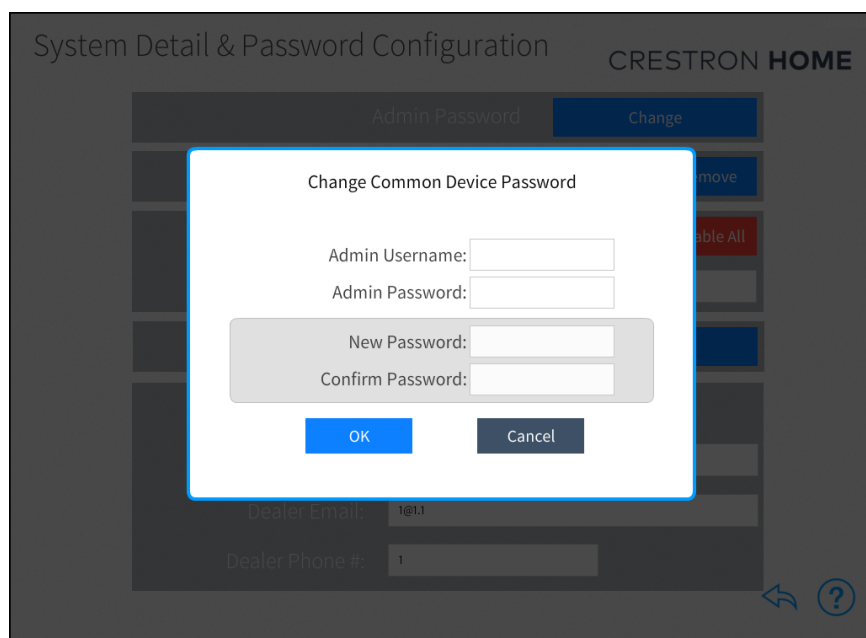 System Detail & Password Configuration
CRESTRON HOME
Admin Password
Change
Change Common Device Password
move
able All
Admin Username:
Admin Password:
New Password:
Confirm Password:
OK
Cancel
Dealer Email:
1@1.1
Dealer Phone #:
1
?